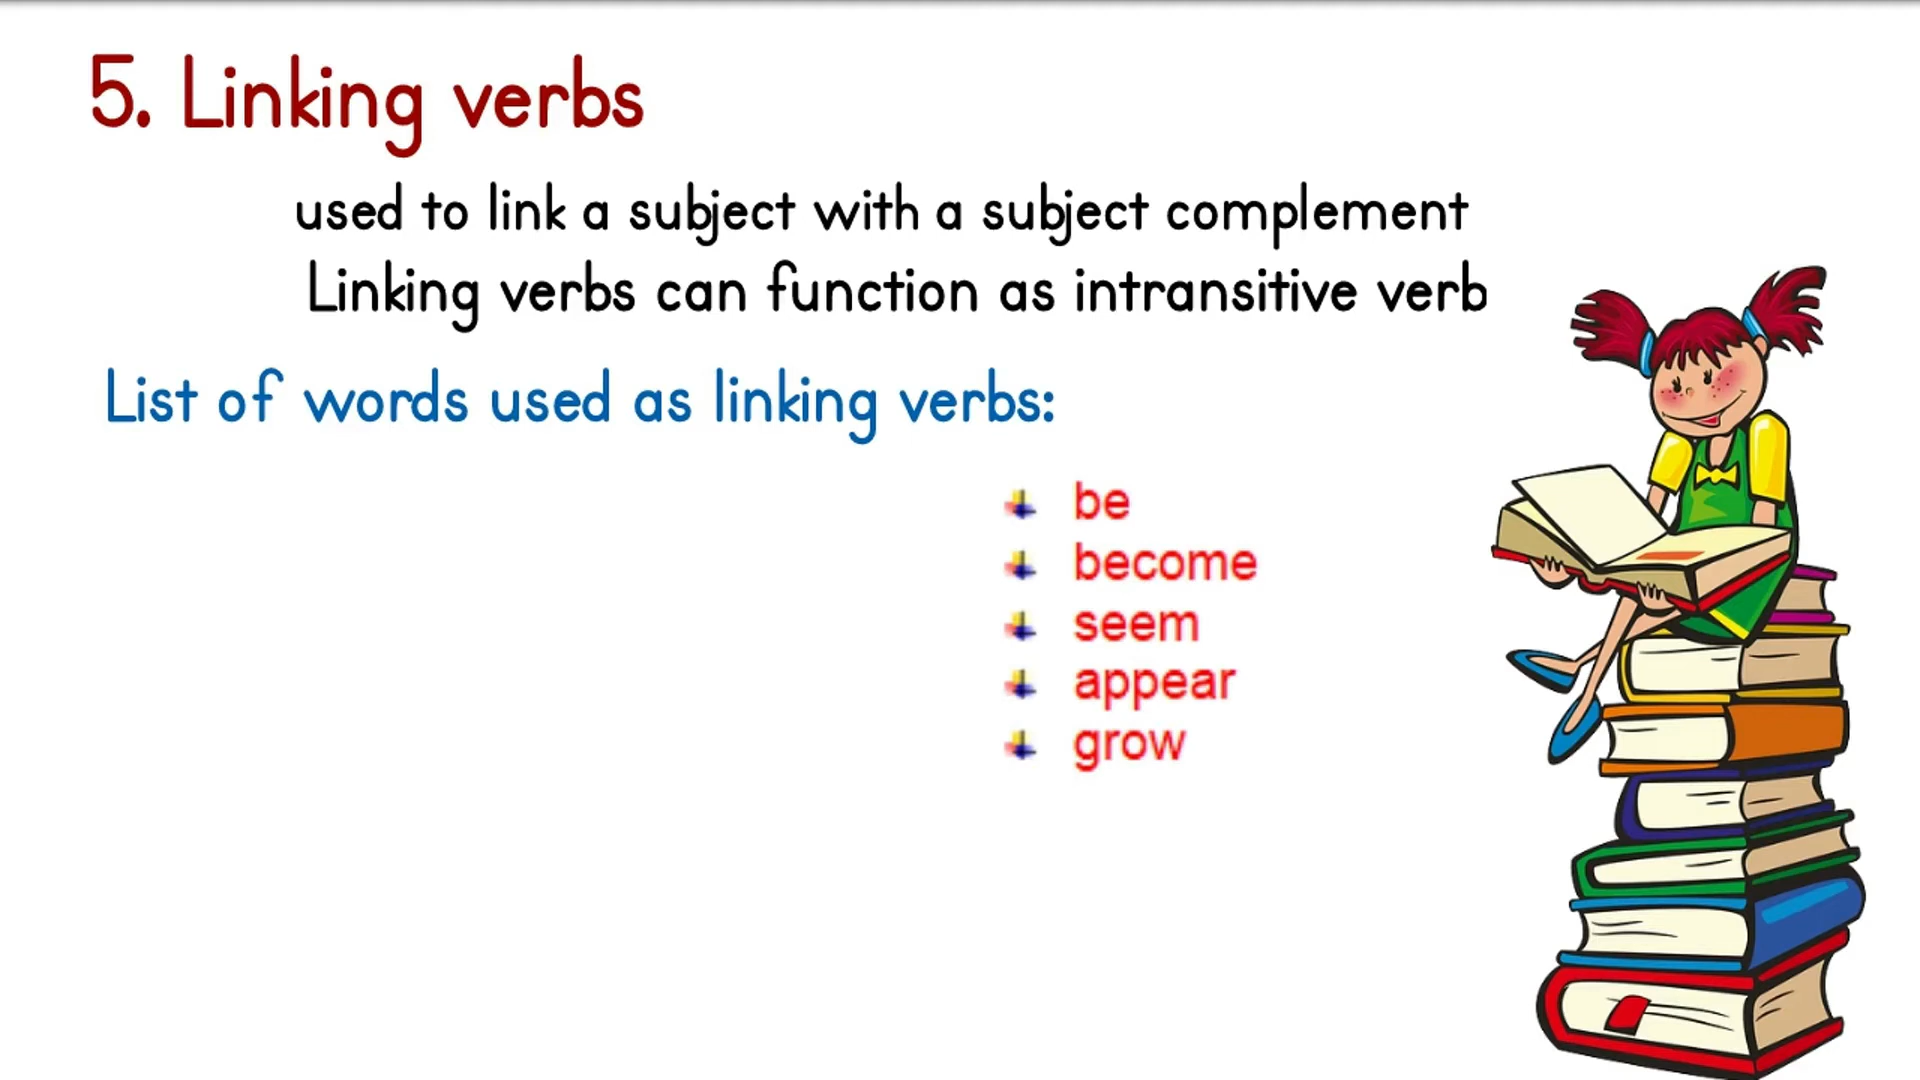 5. Linking verbs
used to link a subject with a subject complement
Linking verbs can function as intransitive verb
List of words used as linking verbs:
be
become
seem
appear
grow